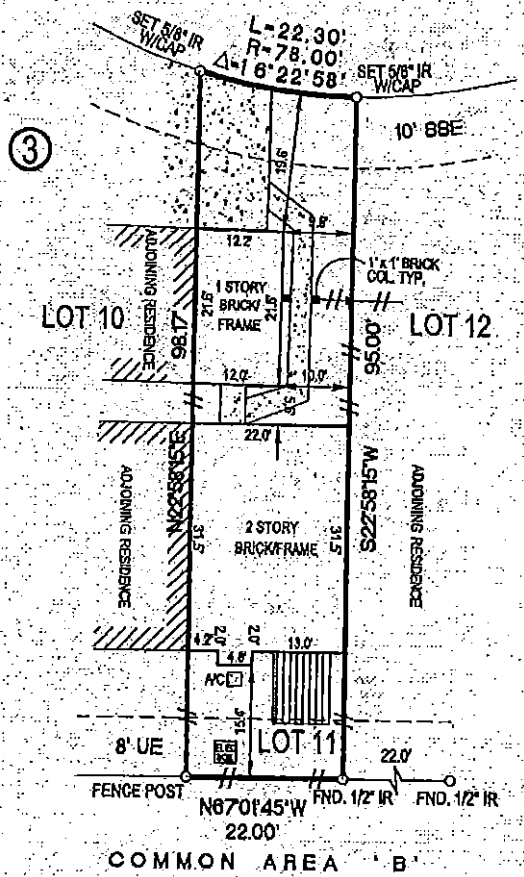 SET 5/8" IR
W/CAP
L=22.30'
R=78.00'
Δ=16°22'58"
SET 5/8" IR
W/CAP
10' BBE
3
19.6'
9.8'
12.2'
1' x 1' BRICK
COL. TYP.
ADJOINING RESIDENCE
1 STORY
BRICK/
FRAME
21.6'
21.6'
LOT 10
98.17'
95.00'
LOT 12
12.0'
10.0'
5.6'
22.0'
N22°58'15"E
S22°58'15"W
ADJOINING RESIDENCE
31.5'
2 STORY
BRICK/FRAME
31.5'
ADJOINING RESIDENCE
4.2'
2.0'
2.0'
13.0'
4.8'
A/C
15.4'
8' UE
LOT 11
22.0'
FENCE POST
N67°01'45"W
22.00'
FND. 1/2" IR
FND. 1/2" IR
COMMON AREA 'B'